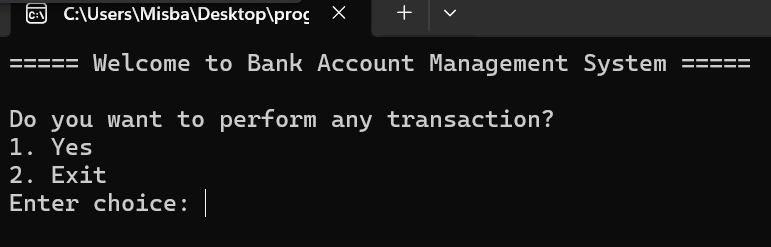 C:\Users\Misba\Desktop\prog
===== Welcome to Bank Account Management System =====
Do you want to perform any transaction?
1. Yes
2. Exit
Enter choice: